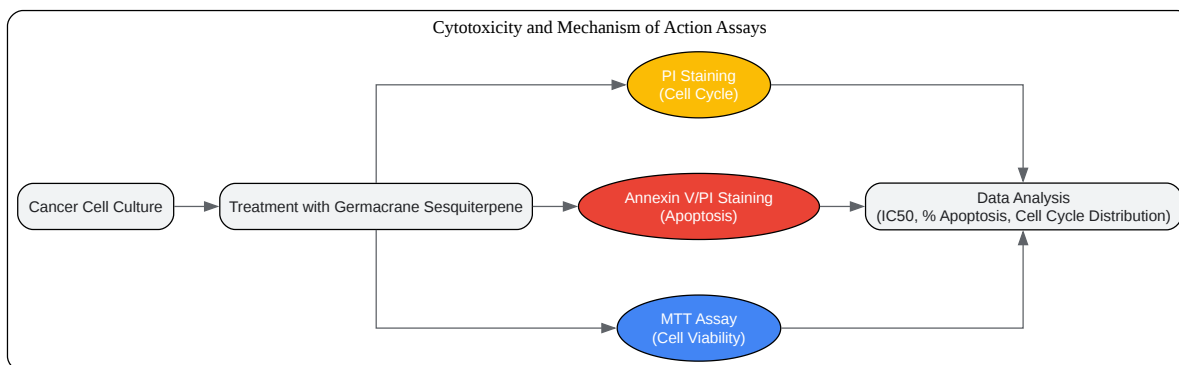 Cytotoxicity and Mechanism of Action Assays
PI Staining
(Cell Cycle)
Cancer Cell Culture
Treatment with Germacrane Sesquiterpene
Annexin V/PI Staining
(Apoptosis)
Data Analysis
(IC50, % Apoptosis, Cell Cycle Distribution)
MTT Assay
(Cell Viability)